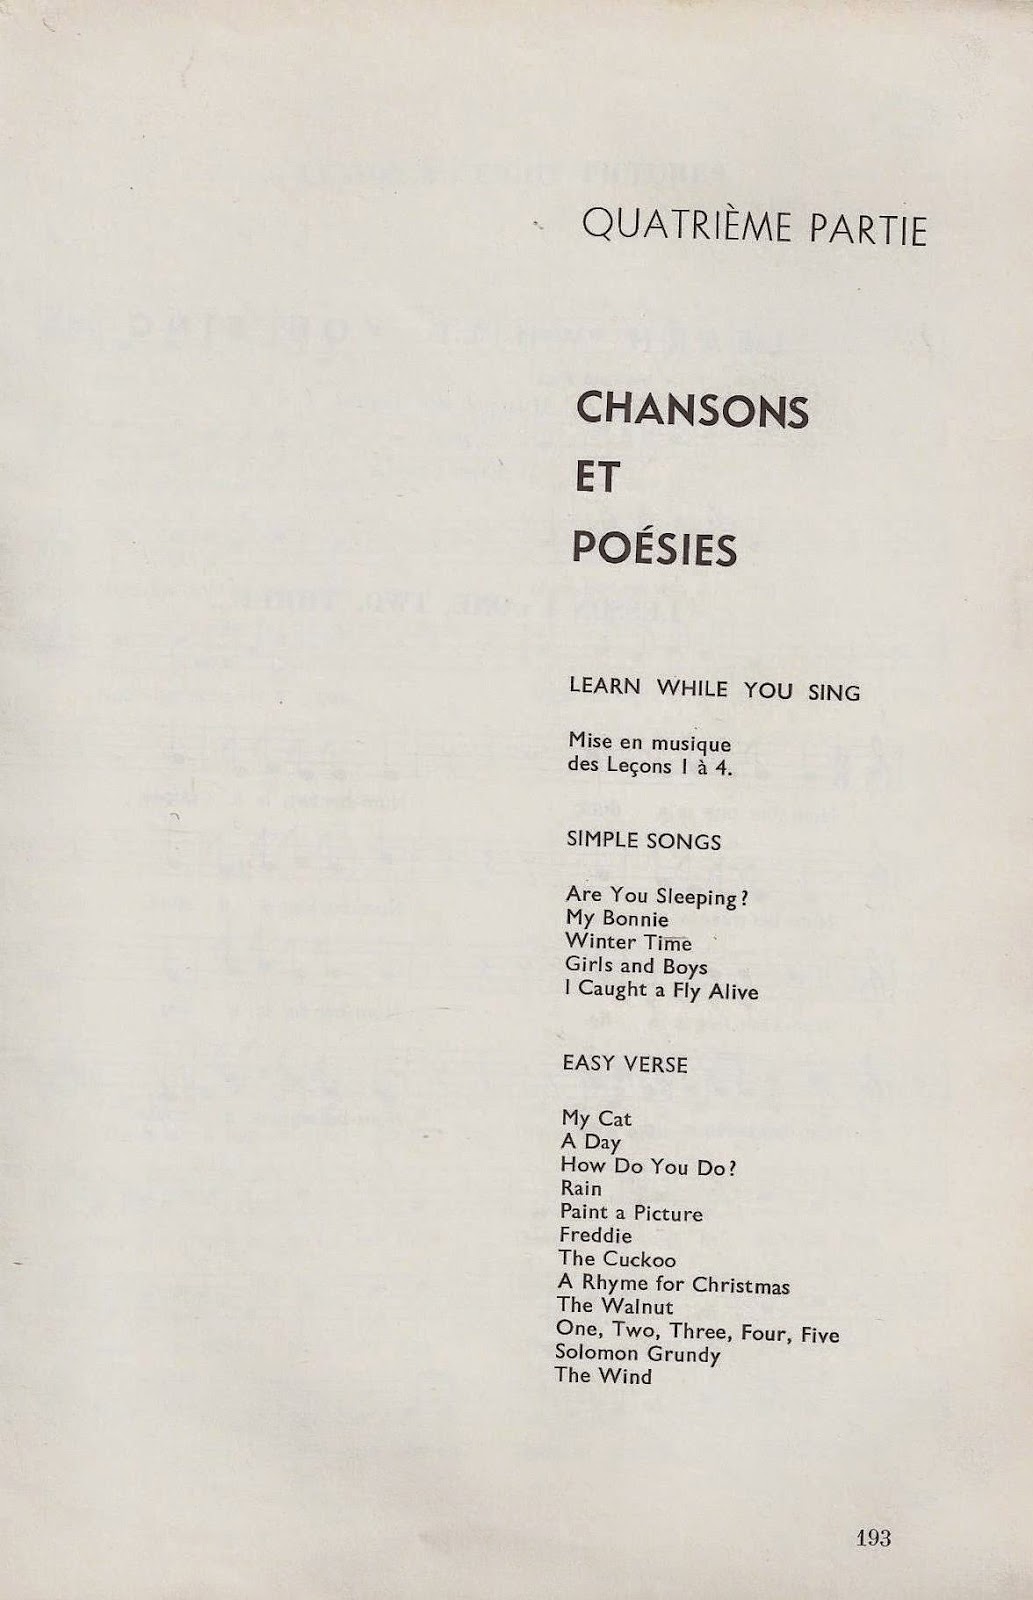 QUATRIÈME PARTIE
CHANSONS
ET
POÉSIES
LEARN WHILE YOU SING
Mise en musique
des Leçons 1 à 4.
SIMPLE SONGS
Are You Sleeping?
My Bonnie
Winter Time
Girls and Boys
I Caught a Fly Alive
EASY VERSE
My Cat
A Day
How Do You Do?
Rain
Paint a Picture
Freddie
The Cuckoo
A Rhyme for Christmas
The Walnut
One, Two, Three, Four, Five
Solomon Grundy
The Wind
193